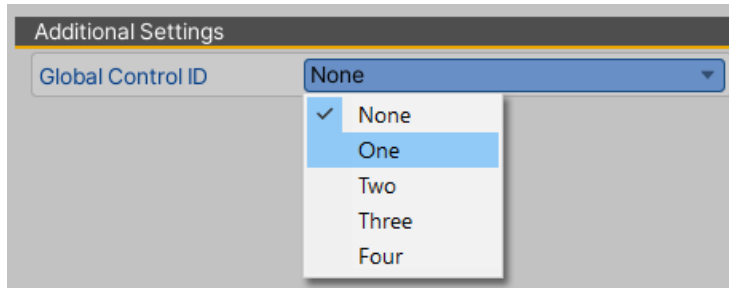 Additional Settings
Global Control ID None
None
One
Two
Three
Four